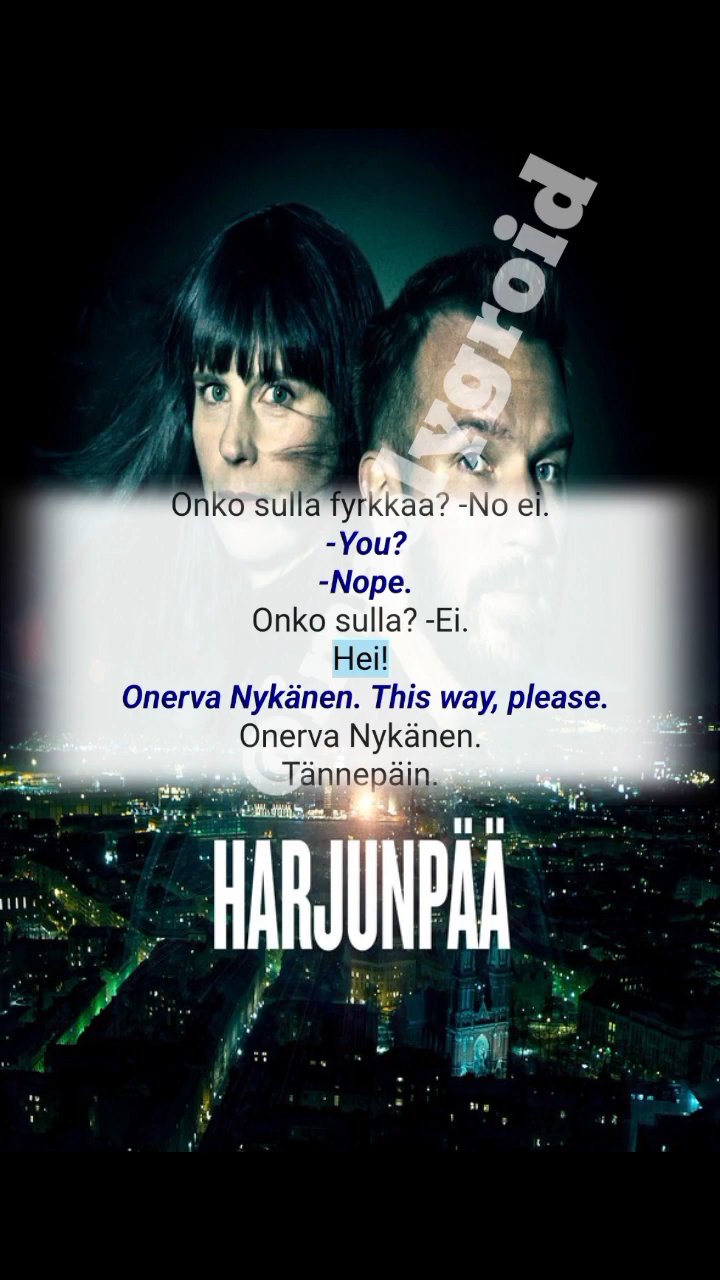 Onko sulla fyrkkaa? -No ei.
-You?
-Nope.
Onko sulla? -Ei.
Hei!
Onerva Nykänen. This way, please.
Onerva Nykänen.
Tännepäin.
HARJUNPÄÄ